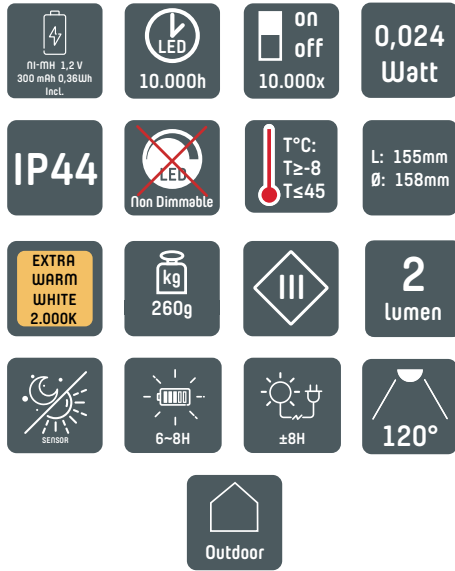 NI-MH 1,2 V
300 mAh 0,36Wh
Incl.
LED
10.000h
on
off
10.000x
0,024
Watt
IP44
LED
Non Dimmable
T°C:
T≥-8
T≤45
L: 155mm
Ø: 158mm
EXTRA
WARM
WHITE
2.000K
kg
260g
III
2
lumen
SENSOR
6~8H
±8H
120°
Outdoor